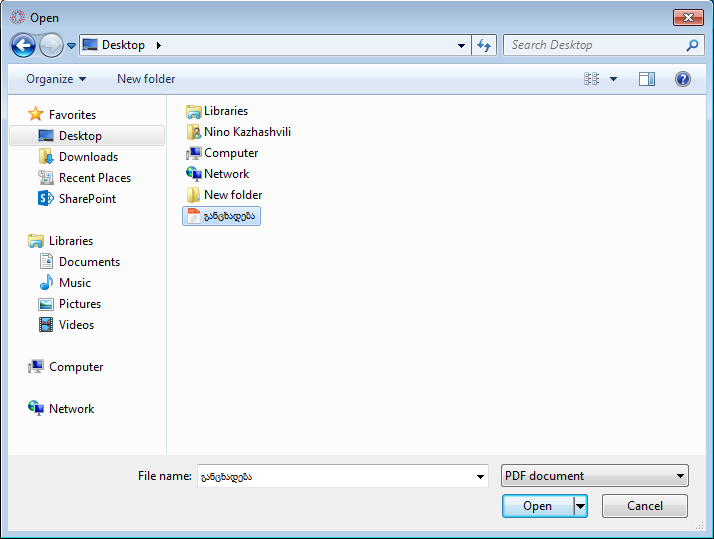 Open
Desktop
Search Desktop
Organize
New folder
Favorites
Desktop
Downloads
Recent Places
SharePoint
Libraries
Documents
Music
Pictures
Videos
Computer
Network
Libraries
Nino Kazhashvili
Computer
Network
New folder
განცხადება
File name: განცხადება
PDF document
Open
Cancel